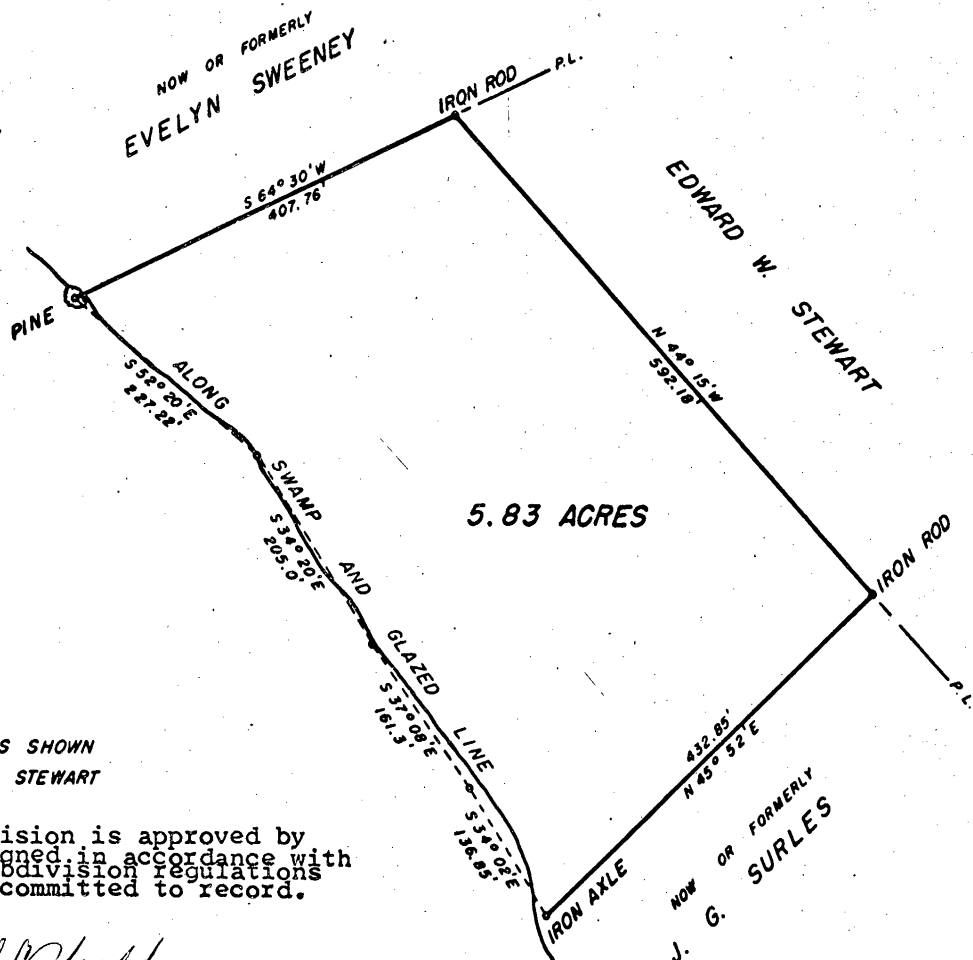 NOW OR FORMERLY
EVELYN SWEENEY
IRON ROD
P.L.
S 64° 30' W
407.76'
EDWARD W. STEWART
PINE
N 44° 15' W
592.18'
ALONG SWAMP AND GLAZED LINE
S 52° 20' E
227.22'
5.83 ACRES
S 34° 20' E
205.0'
IRON ROD
P.L.
S 37° 08' E
161.3'
432.85'
N 45° 52' E
S 34° 02' E
136.85'
IRON AXLE
NOW OR FORMERLY
J. G. SURLES
S SHOWN
STEWART
ision is approved by
gned in accordance with
bdivision regulations
committed to record.